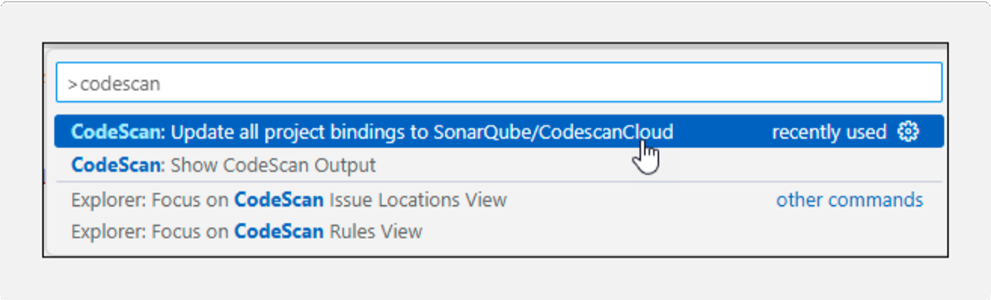 >codescan
CodeScan: Update all project bindings to SonarQube/CodescanCloud recently used
CodeScan: Show CodeScan Output
Explorer: Focus on CodeScan Issue Locations View other commands
Explorer: Focus on CodeScan Rules View